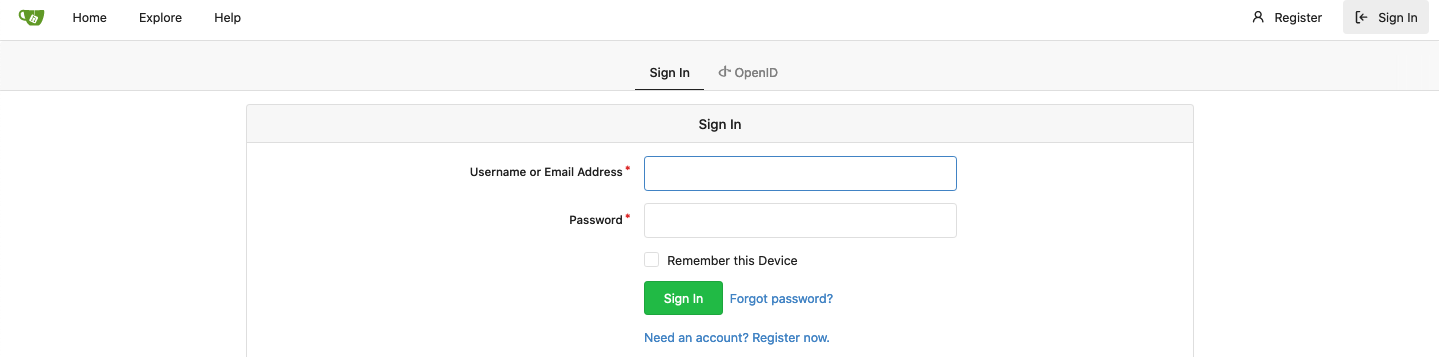 Home Explore Help Register Sign In
Sign In OpenID
Sign In
Username or Email Address *
Password *
Remember this Device
Sign In Forgot password?
Need an account? Register now.